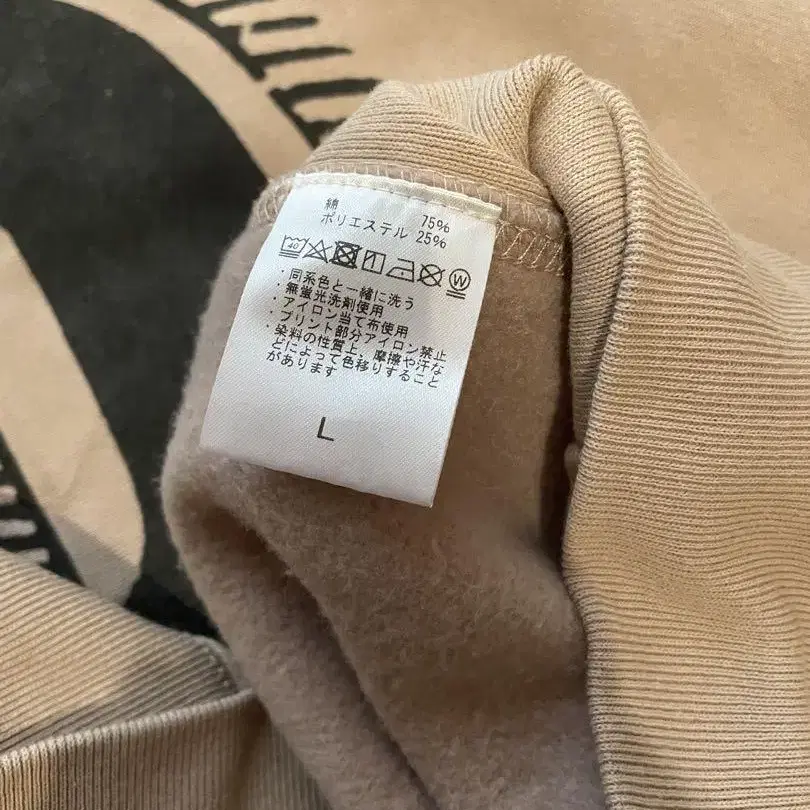 綿 75%
ポリエステル 25%
40 W
・同系色と一緒に洗う
・無蛍光洗剤使用
・アイロン当て布使用
・プリント部分アイロン禁止
・染料の性質上、摩擦や汗な
どによって色移りすること
があります
L